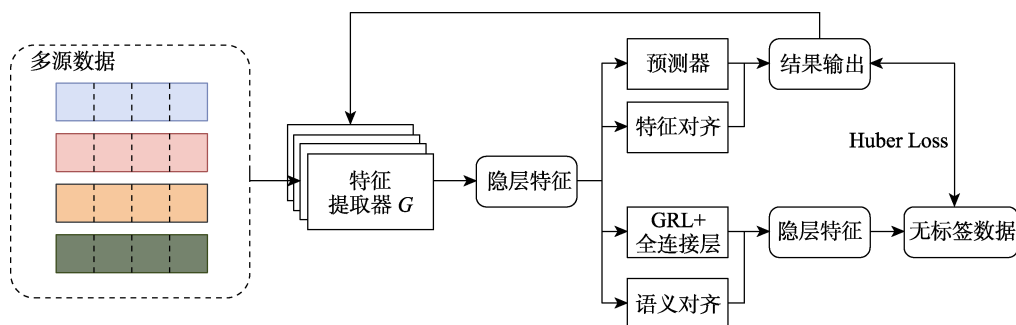 多源数据
特征
提取器 G
隐层特征
预测器
特征对齐
GRL+
全连接层
语义对齐
结果输出
Huber Loss
隐层特征
无标签数据